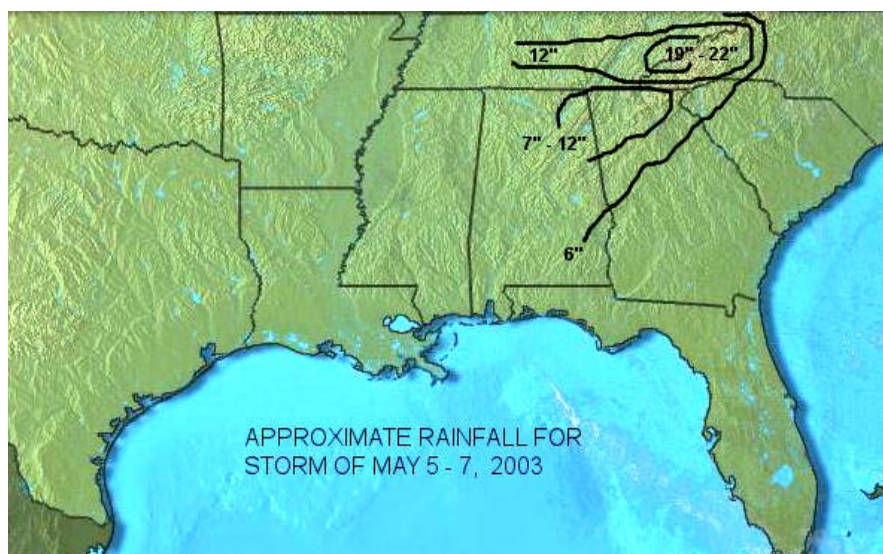 12" 19" - 22"
7" - 12"
6"
APPROXIMATE RAINFALL FOR
STORM OF MAY 5 - 7, 2003